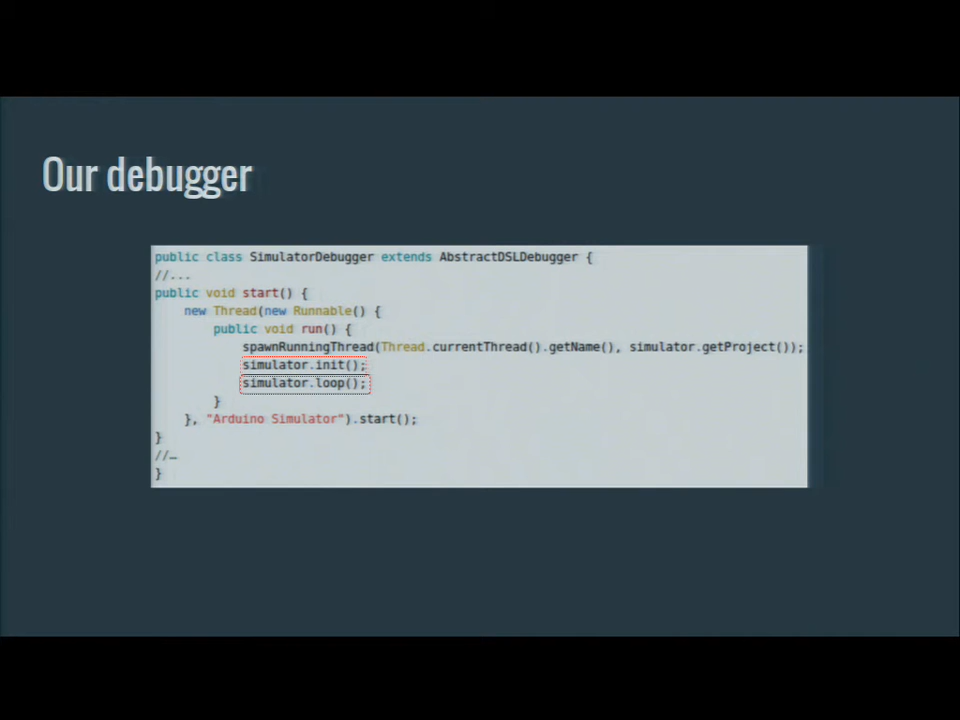 Our debugger
public class SimulatorDebugger extends AbstractDSLDebugger {
//...
public void start() {
new Thread(new Runnable() {
public void run() {
spawnRunningThread(Thread.currentThread().getName(), simulator.getProject());
simulator.init();
simulator.loop();
}
}, "Arduino Simulator").start();
}
//…
}